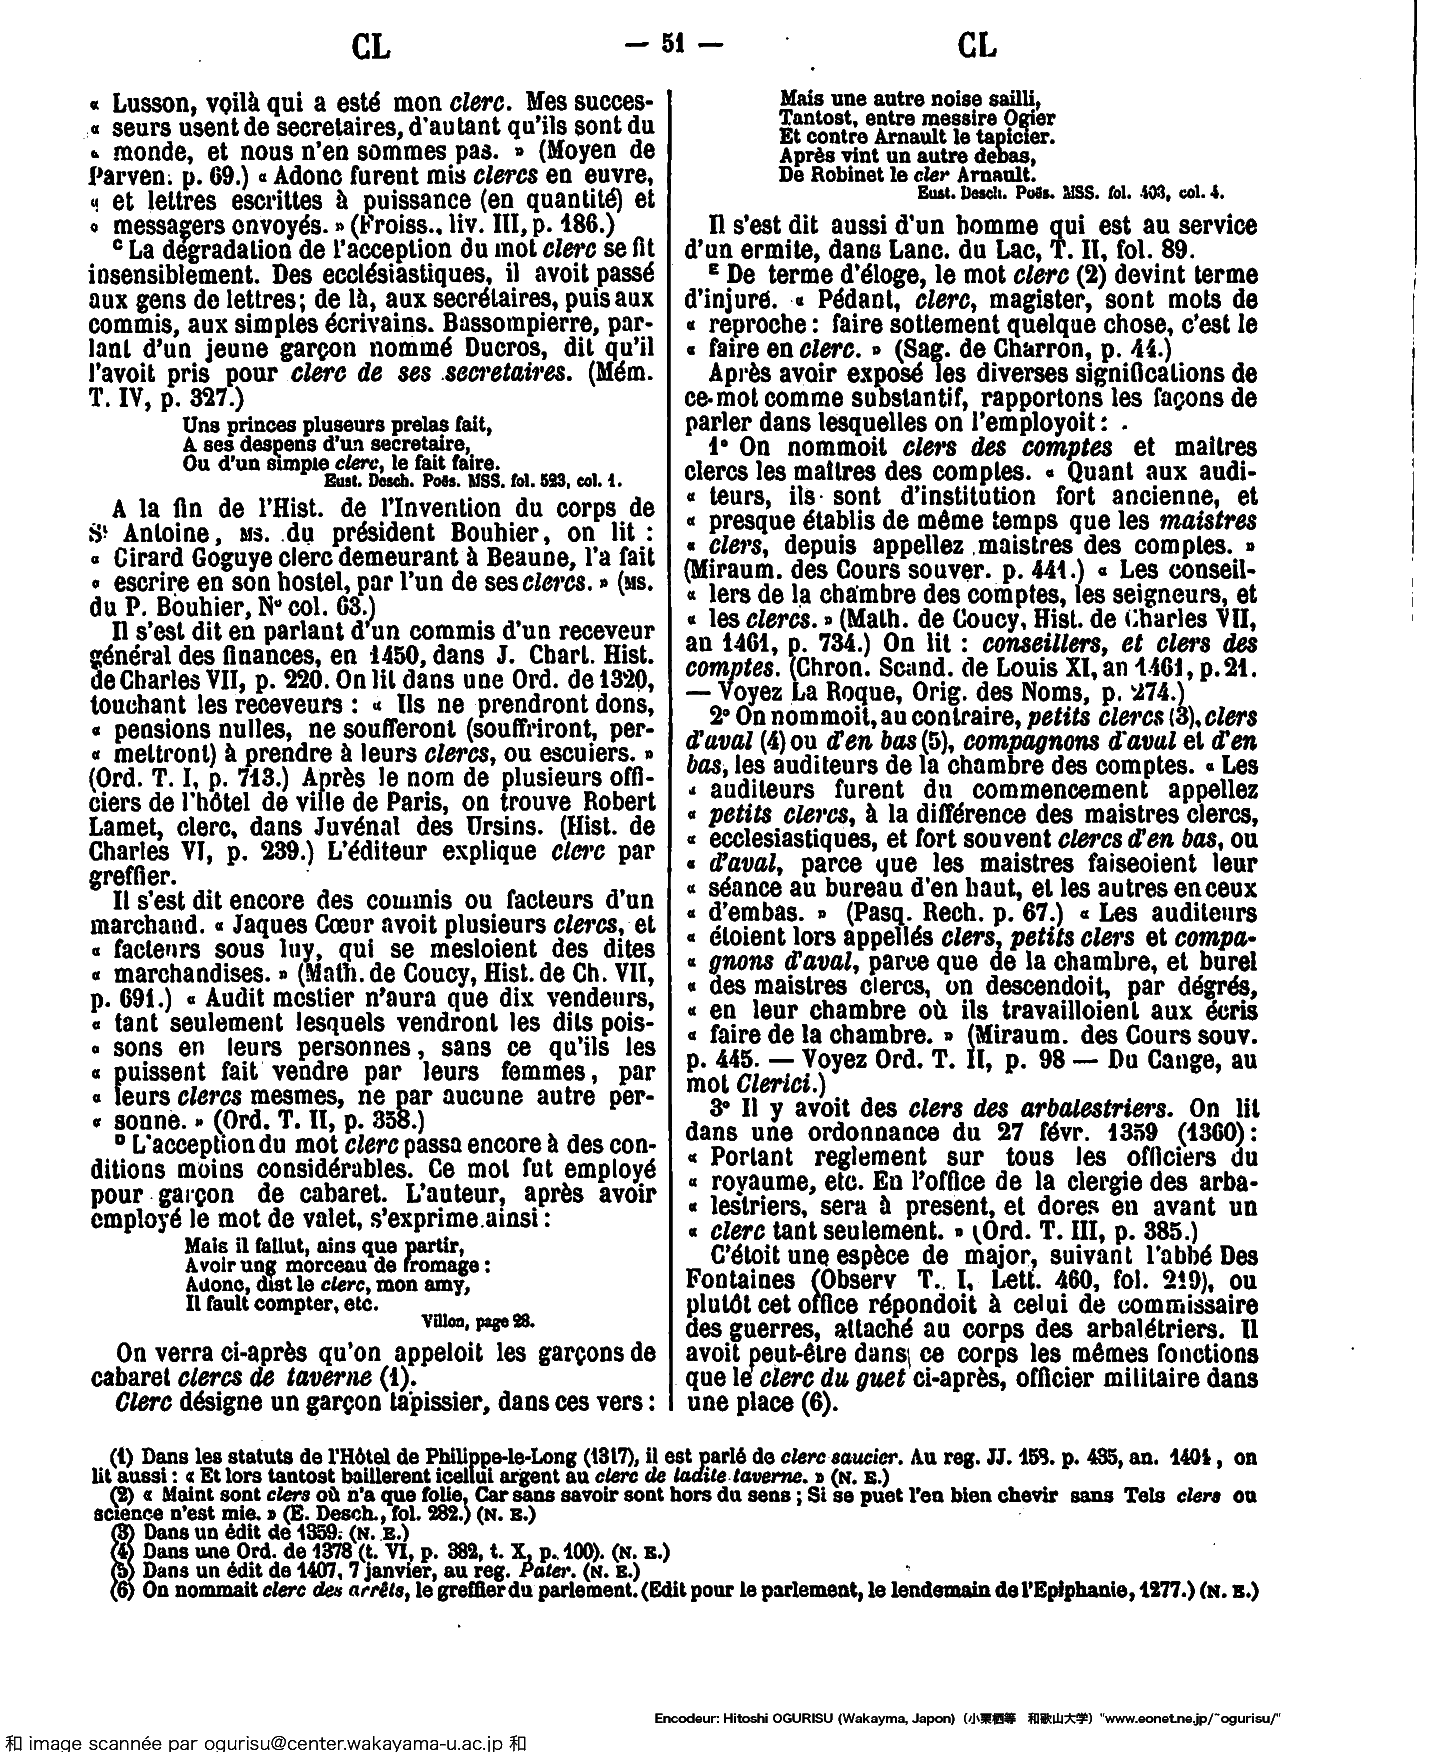 CL — 51 — CL
« Lusson, voilà qui a esté mon clerc. Mes succes-
« seurs usent de secretaires, d'autant qu'ils sont du
« monde, et nous n'en sommes pas. » (Moyen de
Parven. p. 69.) « Adonc furent mis clercs en euvre,
« et lettres escrittes à puissance (en quantité) et
« messagers envoyés. » (Froiss., liv. III, p. 186.)
C La dégradation de l'acception du mot clerc se fit
insensiblement. Des ecclésiastiques, il avoit passé
aux gens de lettres; de là, aux secrétaires, puis aux
commis, aux simples écrivains. Bassompierre, par-
lant d'un jeune garçon nommé Ducros, dit qu'il
l'avoit pris pour clerc de ses secretaires. (Mém.
T. IV, p. 327.)
Uns princes pluseurs prelas fait,
A ses despens d'un secretaire,
Ou d'un simple clerc, le fait faire.
Eust. Desch. Poës. MSS. fol. 523, col. 1.
A la fin de l'Hist. de l'Invention du corps de
St Antoine, MS. du président Bouhier, on lit :
« Cirard Goguye clerc demeurant à Beaune, l'a fait
« escrire en son hostel, par l'un de ses clercs. » (MS.
du P. Bouhier, No col. 63.)
Il s'est dit en parlant d'un commis d'un receveur
général des finances, en 1450, dans J. Chart. Hist.
de Charles VII, p. 220. On lit dans une Ord. de 1320,
touchant les receveurs : « Ils ne prendront dons,
« pensions nulles, ne soufferont (souffriront, per-
« mettront) à prendre à leurs clercs, ou escuiers. »
(Ord. T. I, p. 713.) Après le nom de plusieurs offi-
ciers de l'hôtel de ville de Paris, on trouve Robert
Lamet, clerc, dans Juvénal des Ursins. (Hist. de
Charles VI, p. 239.) L'éditeur explique clerc par
greffier.
Il s'est dit encore des commis ou facteurs d'un
marchand. « Jaques Cœur avoit plusieurs clercs, et
« facteurs sous luy, qui se mesloient des dites
« marchandises. » (Math. de Coucy, Hist. de Ch. VII,
p. 691.) « Audit mestier n'aura que dix vendeurs,
« tant seulement lesquels vendront les dits pois-
« sons en leurs personnes, sans ce qu'ils les
« puissent fait vendre par leurs femmes, par
« leurs clercs mesmes, ne par aucune autre per-
« sonne. » (Ord. T. II, p. 358.)
D L'acception du mot clerc passa encore à des con-
ditions moins considérables. Ce mot fut employé
pour garçon de cabaret. L'auteur, après avoir
employé le mot de valet, s'exprime ainsi :
Mais il fallut, ains que partir,
Avoir ung morceau de fromage :
Adonc, dist le clerc, mon amy,
Il fault compter, etc.
Villon, page 28.
On verra ci-après qu'on appeloit les garçons de
cabaret clercs de taverne (1).
Clerc désigne un garçon tapissier, dans ces vers :
Mais une autre noise sailli,
Tantost, entre messire Ogier
Et contre Arnault le tapicier.
Après vint un autre debas,
De Robinet le cler Arnault.
Eust. Desch. Poës. MSS. fol. 403, col. 4.
Il s'est dit aussi d'un homme qui est au service
d'un ermite, dans Lanc. du Lac, T. II, fol. 89.
E De terme d'éloge, le mot clerc (2) devint terme
d'injure. « Pédant, clerc, magister, sont mots de
« reproche : faire sottement quelque chose, c'est le
« faire en clerc. » (Sag. de Charron, p. 44.)
Après avoir exposé les diverses significations de
ce mot comme substantif, rapportons les façons de
parler dans lesquelles on l'employoit :
1° On nommoit clers des comptes et maitres
clercs les maîtres des comptes. « Quant aux audi-
« teurs, ils sont d'institution fort ancienne, et
« presque établis de même temps que les maistres
« clers, depuis appellez maistres des comptes. »
(Miraum. des Cours souver. p. 441.) « Les conseil-
« lers de la chambre des comptes, les seigneurs, et
« les clercs. » (Math. de Coucy, Hist. de Charles VII,
an 1461, p. 734.) On lit : conseillers, et clers des
comptes. (Chron. Scand. de Louis XI, an 1461, p. 21.
— Voyez La Roque, Orig. des Noms, p. 274.)
2° On nommoit, au contraire, petits clercs (3), clers
d'aval (4) ou d'en bas (5), compagnons d'aval et d'en
bas, les auditeurs de la chambre des comptes. « Les
« auditeurs furent du commencement appellez
« petits clercs, à la différence des maistres clercs,
« ecclesiastiques, et fort souvent clercs d'en bas, ou
« d'aval, parce que les maistres faiseoient leur
« séance au bureau d'en haut, et les autres en ceux
« d'embas. » (Pasq. Rech. p. 67.) « Les auditeurs
« étoient lors appellés clers, petits clers et compa-
« gnons d'aval, parce que de la chambre, et burel
« des maistres clercs, on descendoit, par dégrés,
« en leur chambre où ils travailloient aux écris
« faire de la chambre. » (Miraum. des Cours souv.
p. 445. — Voyez Ord. T. II, p. 98 — Du Cange, au
mot Clerici.)
3° Il y avoit des clers des arbalestriers. On lit
dans une ordonnance du 27 févr. 1359 (1360) :
« Portant reglement sur tous les officiers du
« royaume, etc. En l'office de la clergie des arba-
« lestriers, sera à present, et dores en avant un
« clerc tant seulement. » (Ord. T. III, p. 385.)
C'étoit une espèce de major, suivant l'abbé Des
Fontaines (Observ T. I, Lett. 460, fol. 219), ou
plutôt cet office répondoit à celui de commissaire
des guerres, attaché au corps des arbalétriers. Il
avoit peut-être dans ce corps les mêmes fonctions
que le clerc du guet ci-après, officier militaire dans
une place (6).
(1) Dans les statuts de l'Hôtel de Philippe-le-Long (1317), il est parlé de clerc saucier. Au reg. JJ. 158. p. 435, an. 1404, on
lit aussi : « Et lors tantost baillerent icellui argent au clerc de ladite taverne. » (N. E.)
(2) « Maint sont clers où n'a que folie, Car sans savoir sont hors du sens ; Si se puet l'en bien chevir sans Tels clers ou
science n'est mie. » (E. Desch., fol. 282.) (N. E.)
(3) Dans un édit de 1359. (N. E.)
(4) Dans une Ord. de 1378 (t. VI, p. 382, t. X, p. 100). (N. E.)
(5) Dans un édit de 1407, 7 janvier, au reg. Pater. (N. E.)
(6) On nommait clerc des arrêts, le greffier du parlement. (Edit pour le parlement, le lendemain de l'Epiphanie, 1277.) (N. E.)
Encodeur: Hitoshi OGURISU (Wakayma, Japon) (小栗栖等 和歌山大学) "www.eonet.ne.jp/~ogurisu/"
和 image scannée par ogurisu@center.wakayama-u.ac.jp 和